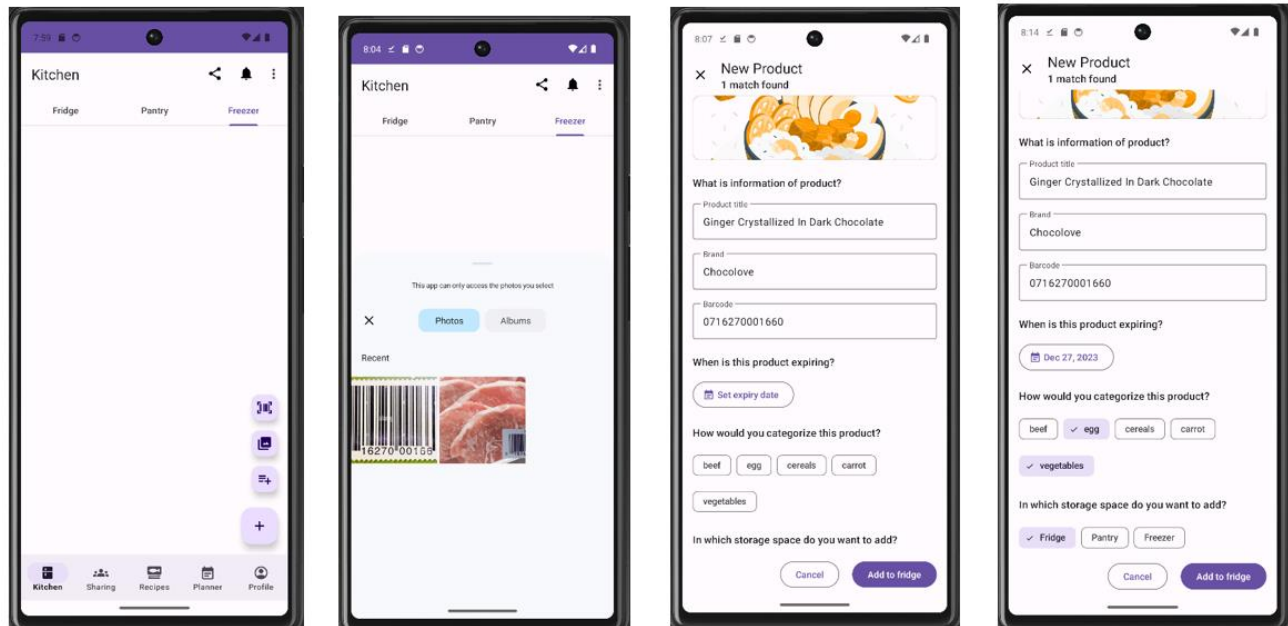 7:59
Kitchen
Fridge Pantry Freezer
+
Kitchen Sharing Recipes Planner Profile
8:04
Kitchen
Fridge Pantry Freezer
This app can only access the photos you select
Photos Albums
Recent
16270 00166
8:07
New Product
1 match found
What is information of product?
Product title
Ginger Crystallized In Dark Chocolate
Brand
Chocolove
Barcode
0716270001660
When is this product expiring?
Set expiry date
How would you categorize this product?
beef egg cereals carrot
vegetables
In which storage space do you want to add?
Cancel Add to fridge
8:14
New Product
1 match found
What is information of product?
Product title
Ginger Crystallized In Dark Chocolate
Brand
Chocolove
Barcode
0716270001660
When is this product expiring?
Dec 27, 2023
How would you categorize this product?
beef egg cereals carrot
vegetables
In which storage space do you want to add?
Fridge Pantry Freezer
Cancel Add to fridge